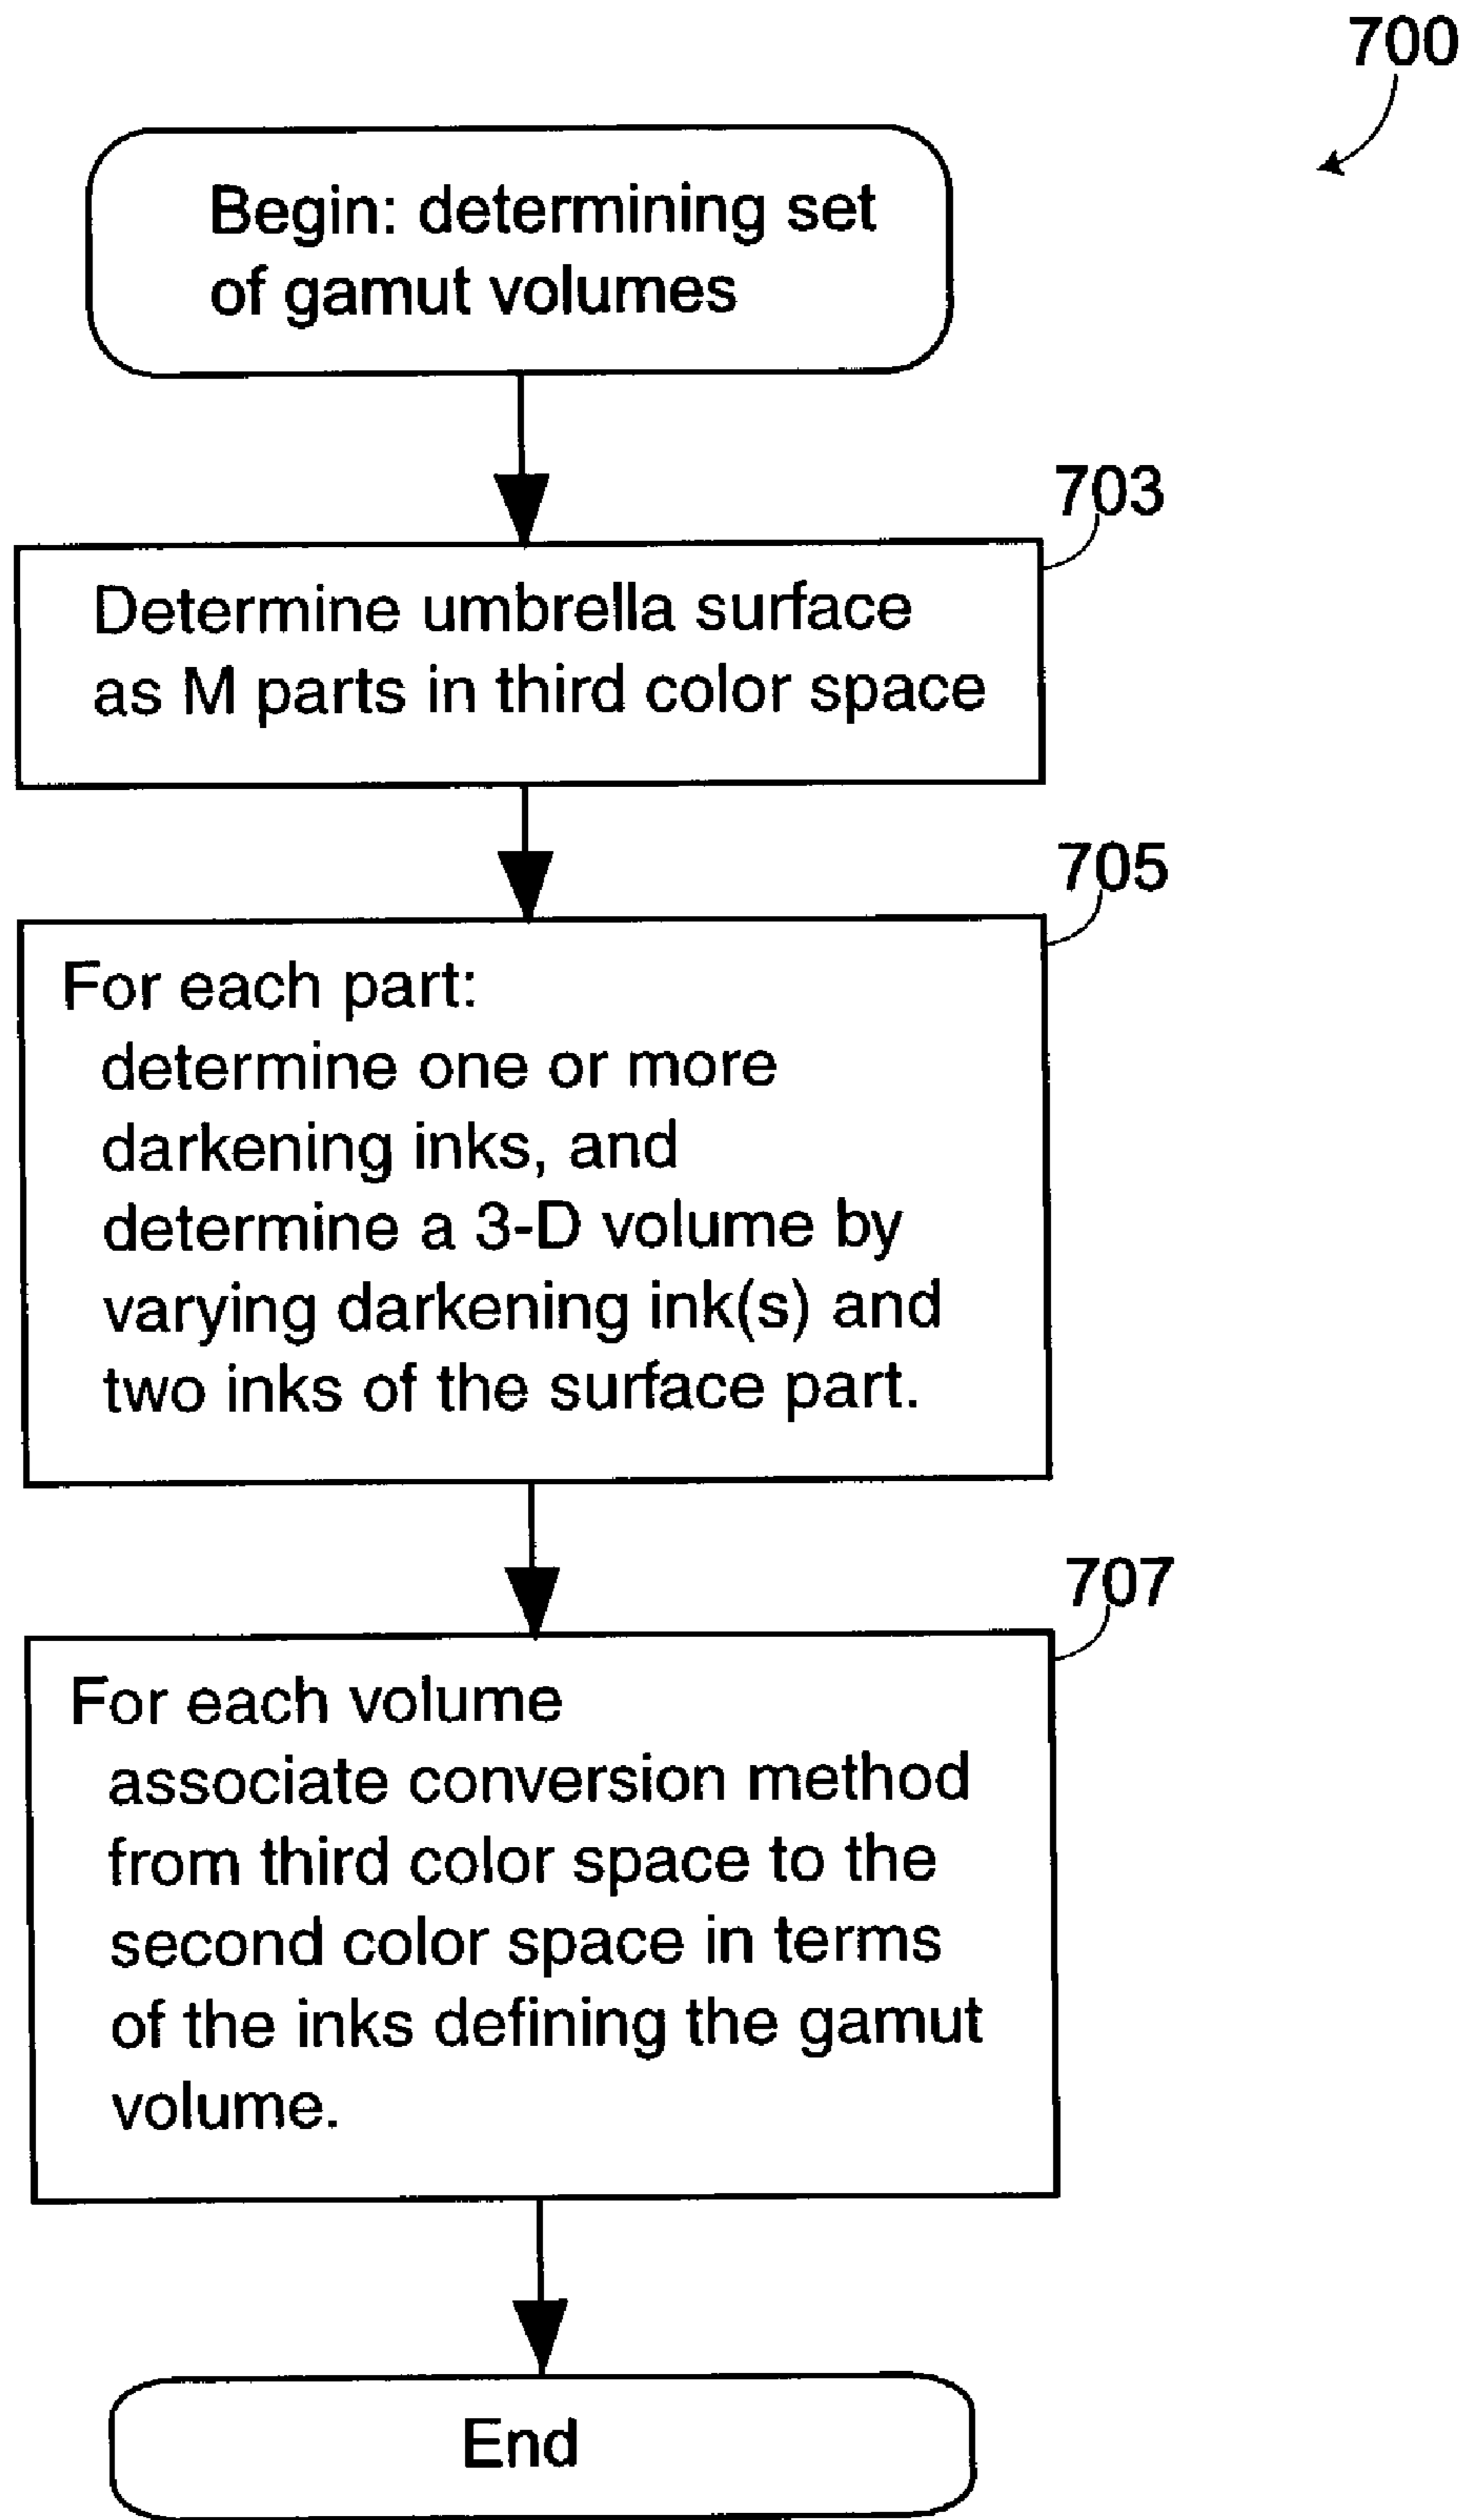 700
Begin: determining set
of gamut volumes
703
Determine umbrella surface
as M parts in third color space
705
For each part:
determine one or more
darkening inks, and
determine a 3-D volume by
varying darkening ink(s) and
two inks of the surface part.
707
For each volume
associate conversion method
from third color space to the
second color space in terms
of the inks defining the gamut
volume.
End